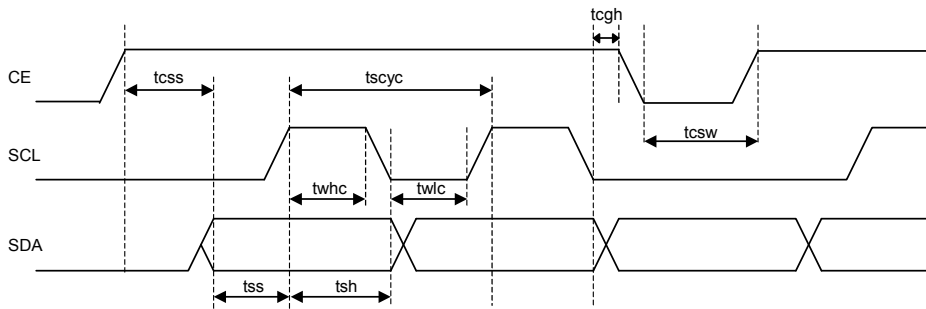 tcgh
CE
tcss
tscyc
tcsw
SCL
twhc
twlc
SDA
tss
tsh